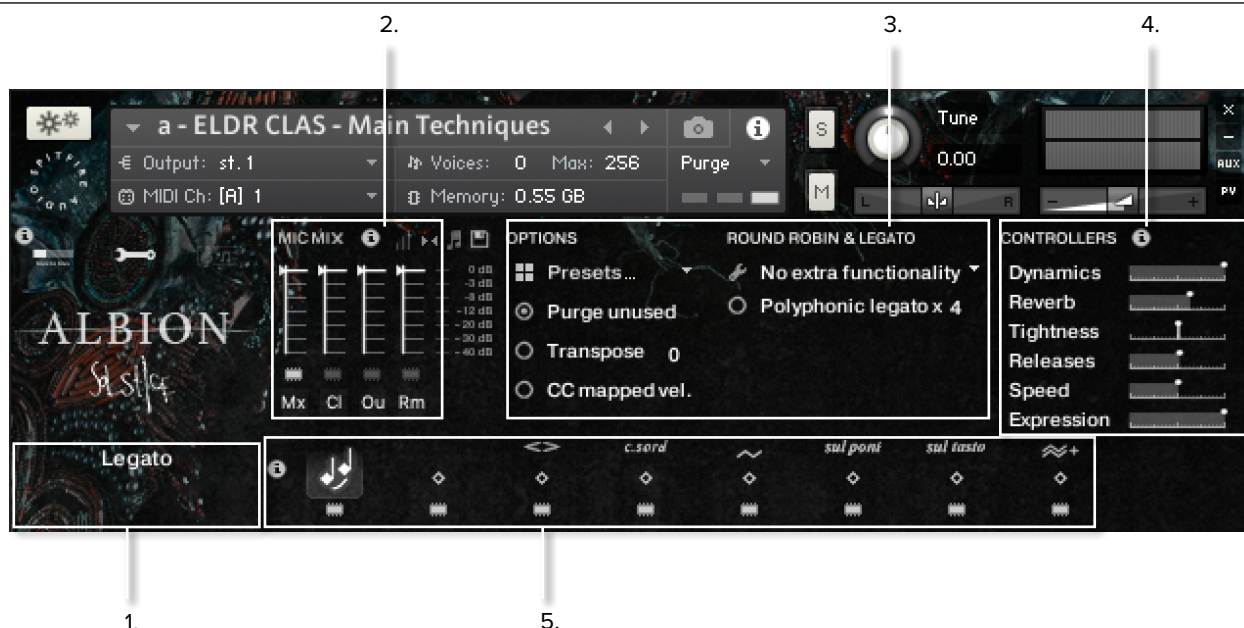 2.
3.
4.
a - ELDR CLAS - Main Techniques
Output: st. 1
Voices: 0 Max: 256
Purge
MIDI Ch: [A] 1
Memory: 0.55 GB
S
M
Tune
0.00
L
R
-
+
×
-
AUX
PV
SPITFIRE AUDIO
MIC MIX
0 dB
-3 dB
-8 dB
-12 dB
-20 dB
-30 dB
-40 dB
Mx Cl Ou Rm
OPTIONS
Presets...
Purge unused
Transpose 0
CC mapped vel.
ROUND ROBIN & LEGATO
No extra functionality
Polyphonic legato x 4
CONTROLLERS
Dynamics
Reverb
Tightness
Releases
Speed
Expression
ALBION
SOLSTICE
Legato
<> c.sord sul pont sul tasto +
1.
5.